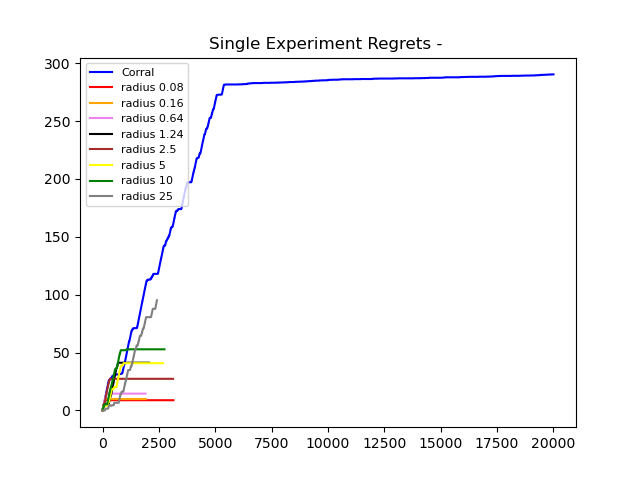 Single Experiment Regrets -
300
250
200
150
100
50
0
Corral
radius 0.08
radius 0.16
radius 0.64
radius 1.24
radius 2.5
radius 5
radius 10
radius 25
0 2500 5000 7500 10000 12500 15000 17500 20000